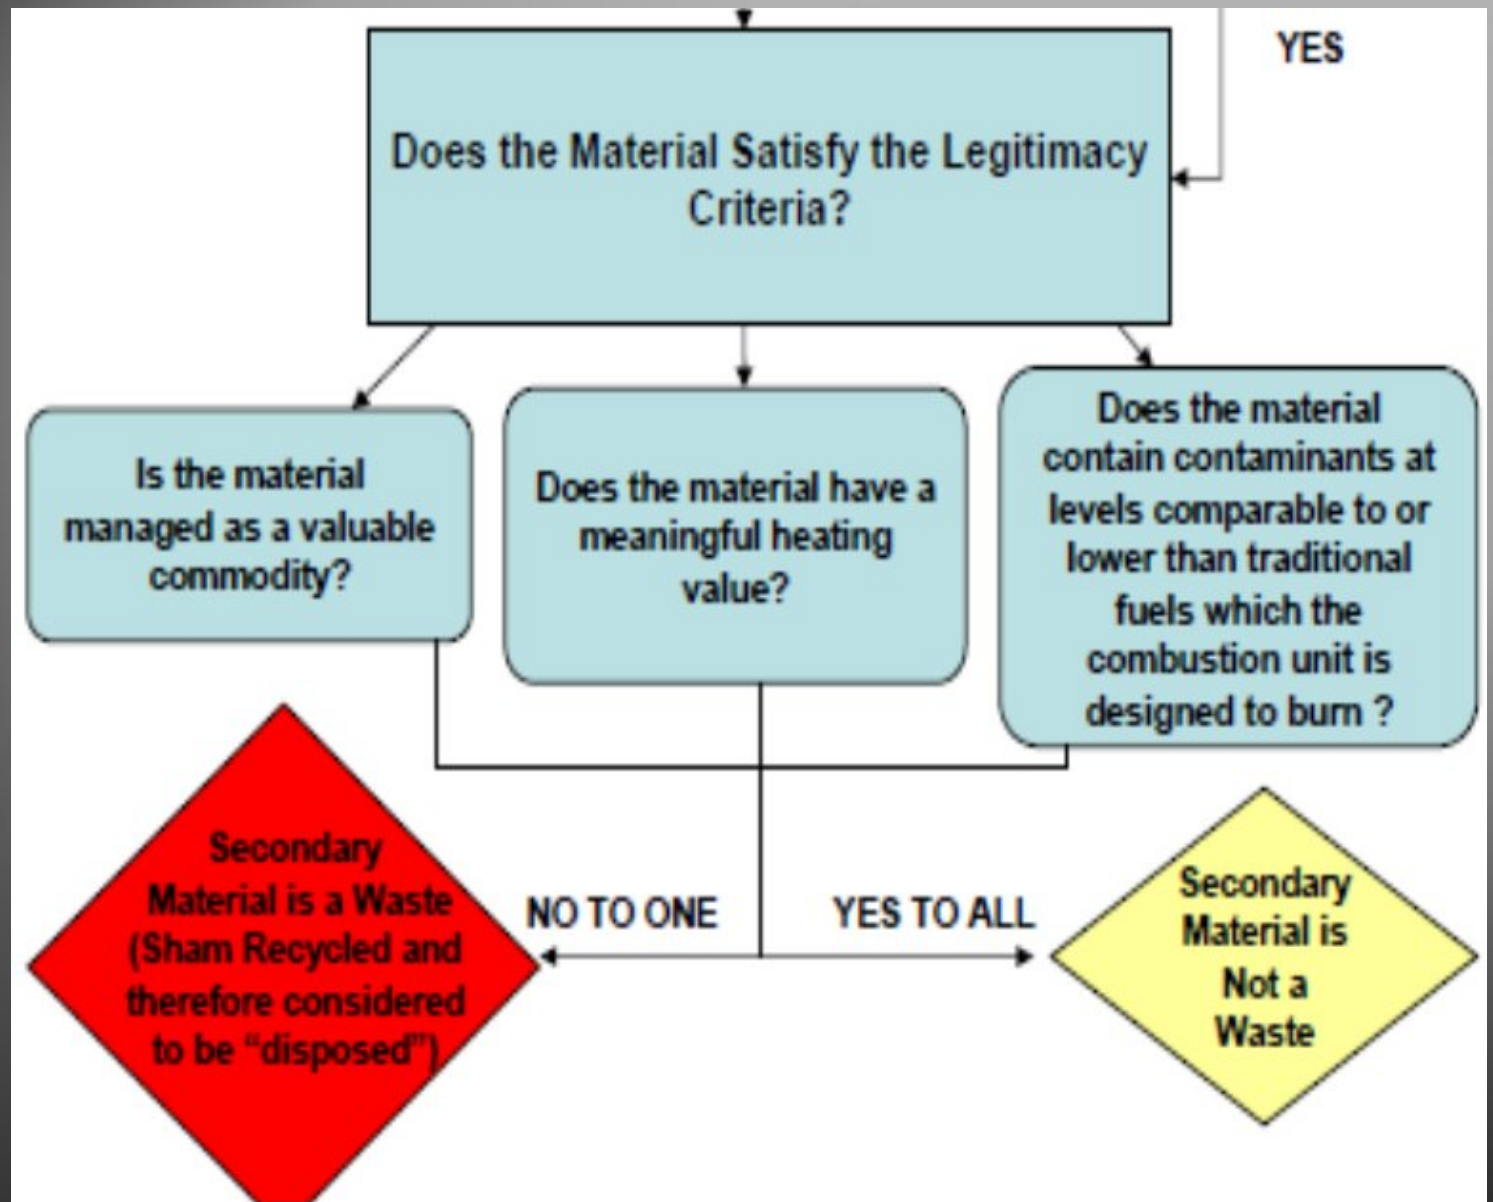 YES
Does the Material Satisfy the Legitimacy
Criteria?
Is the material
managed as a valuable
commodity?
Does the material have a
meaningful heating
value?
Does the material
contain contaminants at
levels comparable to or
lower than traditional
fuels which the
combustion unit is
designed to burn ?
Secondary
Material is a Waste
(Sham Recycled and
therefore considered
to be “disposed”)
NO TO ONE
YES TO ALL
Secondary
Material is
Not a
Waste